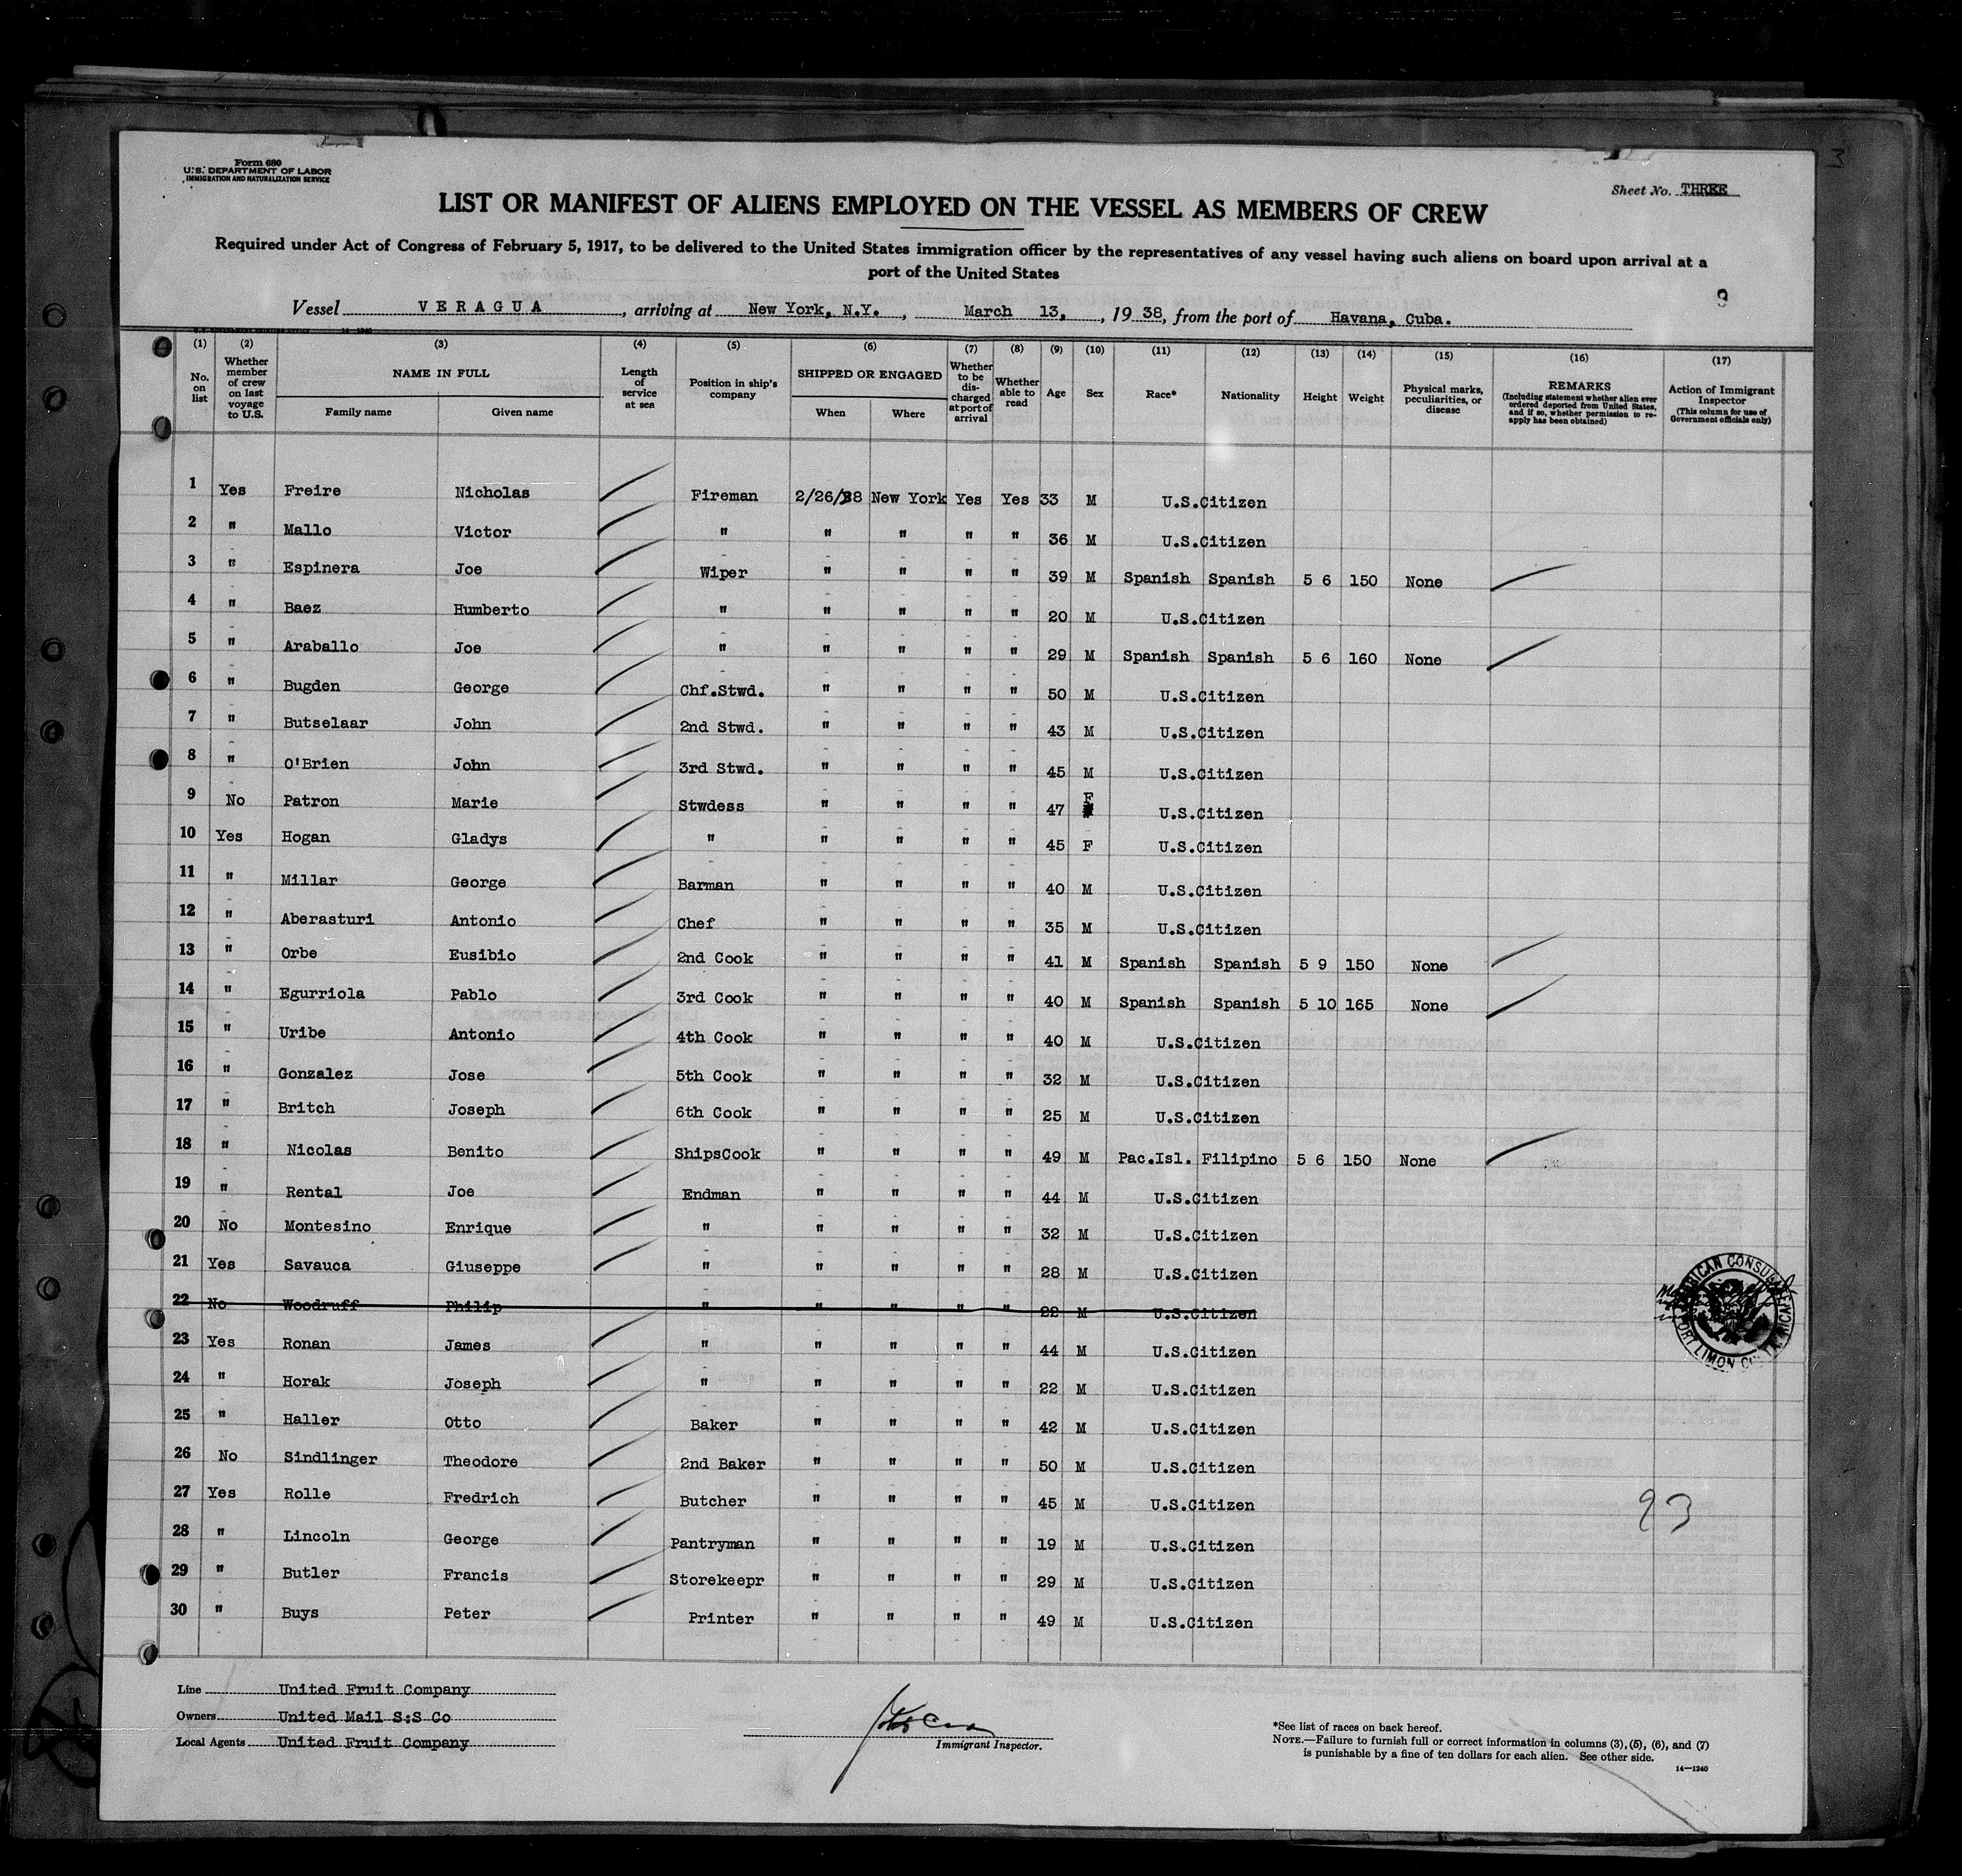 3
Form 680
U.S. DEPARTMENT OF LABOR
IMMIGRATION AND NATURALIZATION SERVICE
Sheet No. THREE
LIST OR MANIFEST OF ALIENS EMPLOYED ON THE VESSEL AS MEMBERS OF CREW
Required under Act of Congress of February 5, 1917, to be delivered to the United States immigration officer by the representatives of any vessel having such aliens on board upon arrival at a
port of the United States
Vessel VERAGUA, arriving at New York, N.Y., March 13, 1938, from the port of Havana, Cuba.
(1) (2) (3) (4) (5) (6) (7) (8) (9) (10) (11) (12) (13) (14) (15) (16) (17)
No. on list Whether member of crew on last voyage to U.S. NAME IN FULL Family name Given name Length of service at sea Position in ship's company SHIPPED OR ENGAGED When Where Whether to be discharged at port of arrival Whether able to read Age Sex Race* Nationality Height Weight Physical marks, peculiarities, or disease REMARKS (Including statement whether alien ever ordered deported from United States, and if so, whether permission to reapply has been obtained) Action of Immigrant Inspector (This column for use of Government officials only)
1 Yes Freire Nicholas Fireman 2/26/38 New York Yes Yes 33 M U.S.Citizen
2 " Mallo Victor " " " " " 36 M U.S.Citizen
3 " Espinera Joe Wiper " " " " 39 M Spanish Spanish 5 6 150 None
4 " Baez Humberto " " " " " 20 M U.S.Citizen
5 " Araballo Joe " " " " " 29 M Spanish Spanish 5 6 160 None
6 " Bugden George Chf.Stwd. " " " " 50 M U.S.Citizen
7 " Butselaar John 2nd Stwd. " " " " 43 M U.S.Citizen
8 " O'Brien John 3rd Stwd. " " " " 45 M U.S.Citizen
9 No Patron Marie Stwdess " " " " 47 F U.S.Citizen
10 Yes Hogan Gladys " " " " " 45 F U.S.Citizen
11 " Millar George Barman " " " " 40 M U.S.Citizen
12 " Aberasturi Antonio Chef " " " " 35 M U.S.Citizen
13 " Orbe Eusibio 2nd Cook " " " " 41 M Spanish Spanish 5 9 150 None
14 " Egurriola Pablo 3rd Cook " " " " 40 M Spanish Spanish 5 10 165 None
15 " Uribe Antonio 4th Cook " " " " 40 M U.S.Citizen
16 " Gonzalez Jose 5th Cook " " " " 32 M U.S.Citizen
17 " Britch Joseph 6th Cook " " " " 25 M U.S.Citizen
18 " Nicolas Benito ShipsCook " " " " 49 M Pac.Isl. Filipino 5 6 150 None
19 " Rental Joe Endman " " " " 44 M U.S.Citizen
20 No Montesino Enrique " " " " " 32 M U.S.Citizen
21 Yes Savauca Giuseppe " " " " " 28 M U.S.Citizen
22 No Woodruff Philip " " " " " 22 M U.S.Citizen
23 Yes Ronan James " " " " " 44 M U.S.Citizen
24 " Horak Joseph " " " " " 22 M U.S.Citizen
25 " Haller Otto Baker " " " " 42 M U.S.Citizen
26 No Sindlinger Theodore 2nd Baker " " " " 50 M U.S.Citizen
27 Yes Rolle Fredrich Butcher " " " " 45 M U.S.Citizen
28 " Lincoln George Pantryman " " " " 19 M U.S.Citizen
29 " Butler Francis Storekeepr " " " " 29 M U.S.Citizen
30 " Buys Peter Printer " " " " 49 M U.S.Citizen
AMERICAN CONSULAR PORT LIMON COSTA RICA
93
Line United Fruit Company
Owners United Mail S:S Co
Local Agents United Fruit Company
Immigrant Inspector.
*See list of races on back hereof.
NOTE.—Failure to furnish full or correct information in columns (3), (5), (6), and (7)
is punishable by a fine of ten dollars for each alien. See other side.
14—1240